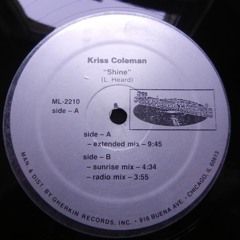 Kriss Coleman
"Shine"
(L. Heard)
ML-2210
side – A
side – A
– extended mix – 9:45
side – B
– sunrise mix – 4:34
– radio mix – 3:55
MAN. & DIST. BY GHERKIN RECORDS, INC. • 918 BUENA AVE. • CHICAGO, IL 60613